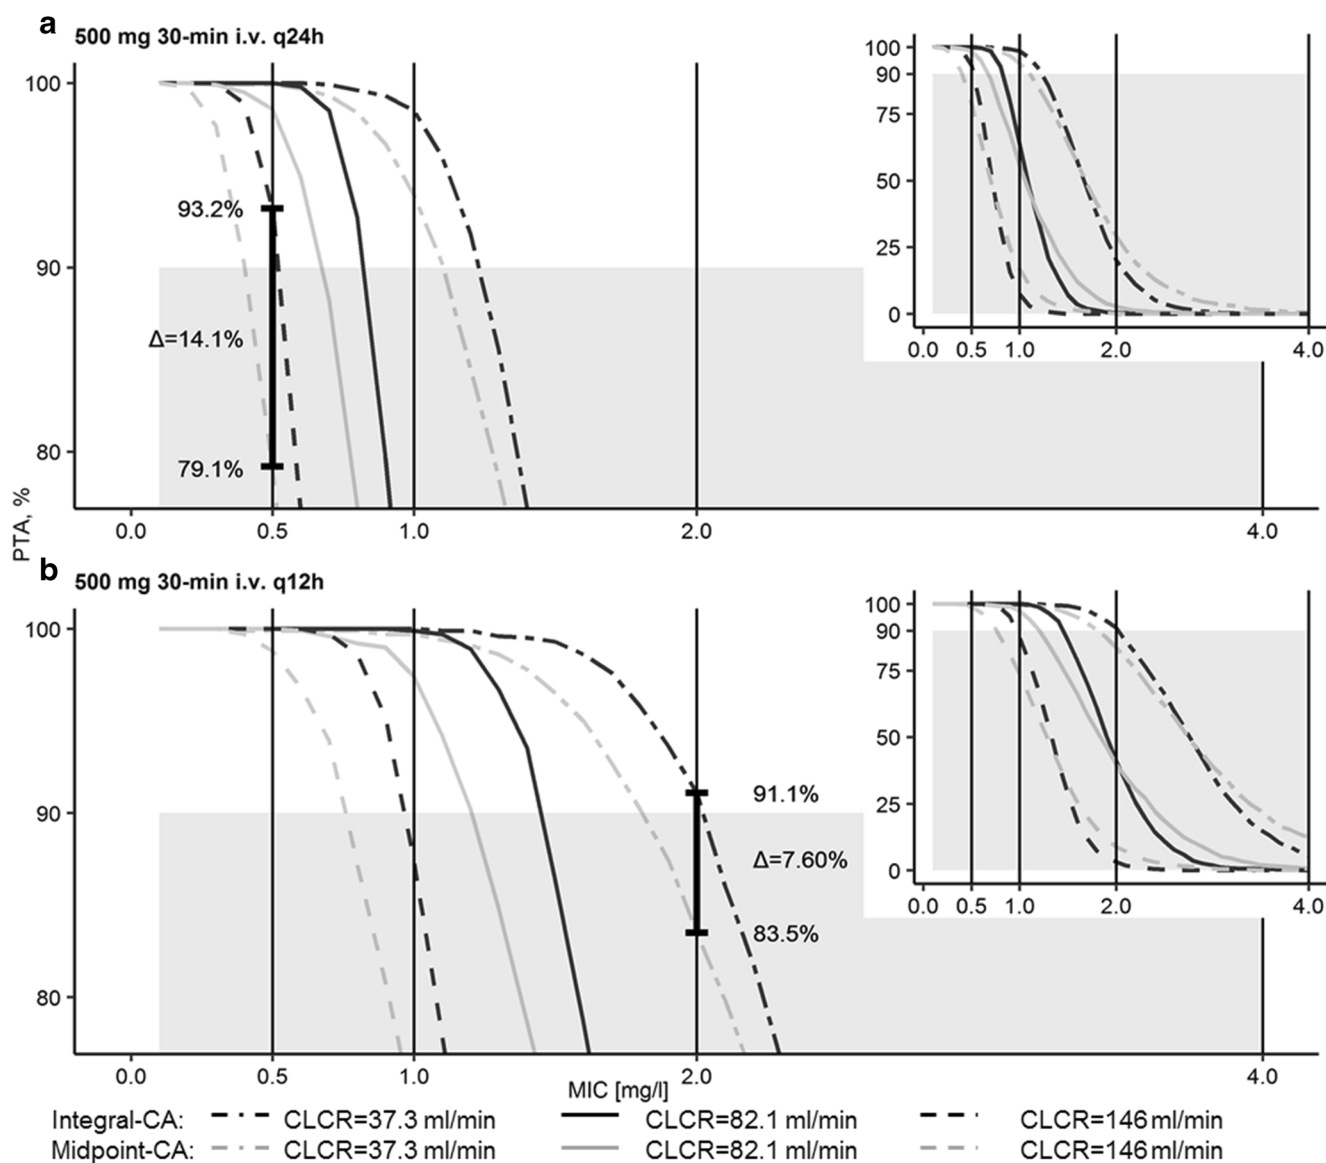 a
500 mg 30-min i.v. q24h
100
90
80
93.2%
Δ=14.1%
79.1%
0.0 0.5 1.0 2.0 4.0
100
90
75
50
25
0
0.0 0.5 1.0 2.0 4.0
PTA, %
b
500 mg 30-min i.v. q12h
100
90
80
91.1%
Δ=7.60%
83.5%
0.0 0.5 1.0 2.0 4.0
100
90
75
50
25
0
0.0 0.5 1.0 2.0 4.0
MIC [mg/l]
Integral-CA: CLCR=37.3 ml/min CLCR=82.1 ml/min CLCR=146 ml/min
Midpoint-CA: CLCR=37.3 ml/min CLCR=82.1 ml/min CLCR=146 ml/min